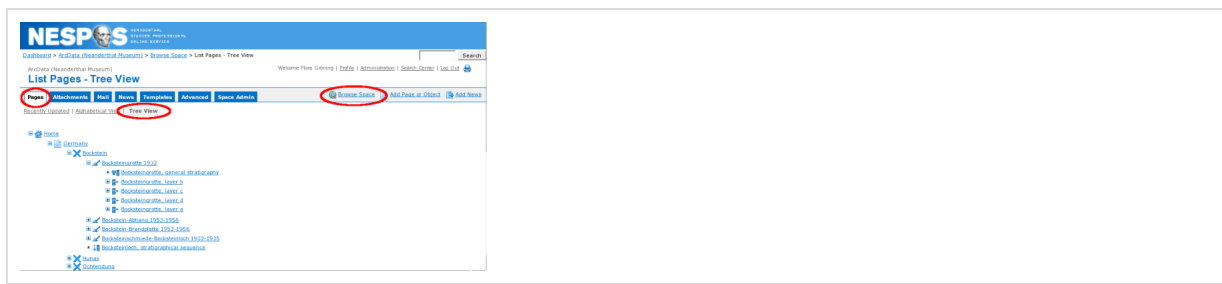 NESPOS
NEANDERTHAL
STUDIES PROFESSIONAL
ONLINE SERVICE
Dashboard > ArcData (Neanderthal Museum) > Browse Space > List Pages - Tree View
Search
ArcData (Neanderthal Museum)
Welcome Flora Gröning | Profile | Administration | Search Center | Log Out
List Pages - Tree View
Pages Attachments Mail News Templates Advanced Space Admin
Browse Space Add Page or Object Add News
Recently Updated | Alphabetical View | Tree View
Home
Germany
Bockstein
Bocksteingrotte 1932
Bocksteingrotte, general stratigraphy
Bocksteingrotte, layer b
Bocksteingrotte, layer c
Bocksteingrotte, layer d
Bocksteingrotte, layer e
Bockstein-Abhang 1953-1956
Bockstein-Brandplatte 1953-1956
Bocksteinschmiede-Bocksteinloch 1932-1935
Bocksteinloch, stratigraphical sequence
Hunas
Ochtendung